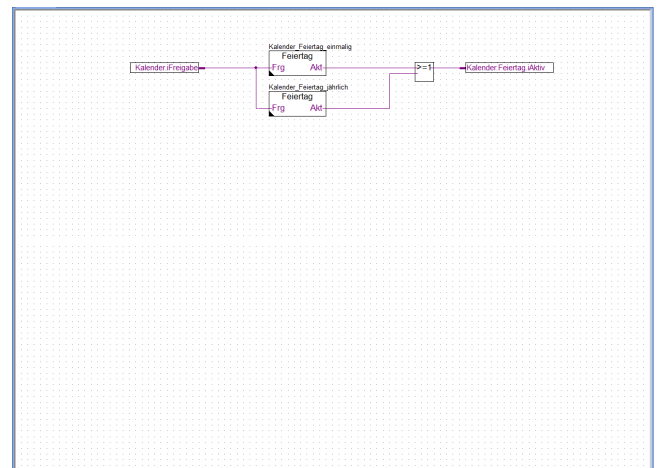 Kalender_Feiertag_einmalig
Feiertag
Kalender.iFreigabe
Frg Akt
>=1
Kalender.Feiertag.iAktiv
Kalender_Feiertag_jährlich
Feiertag
Frg Akt